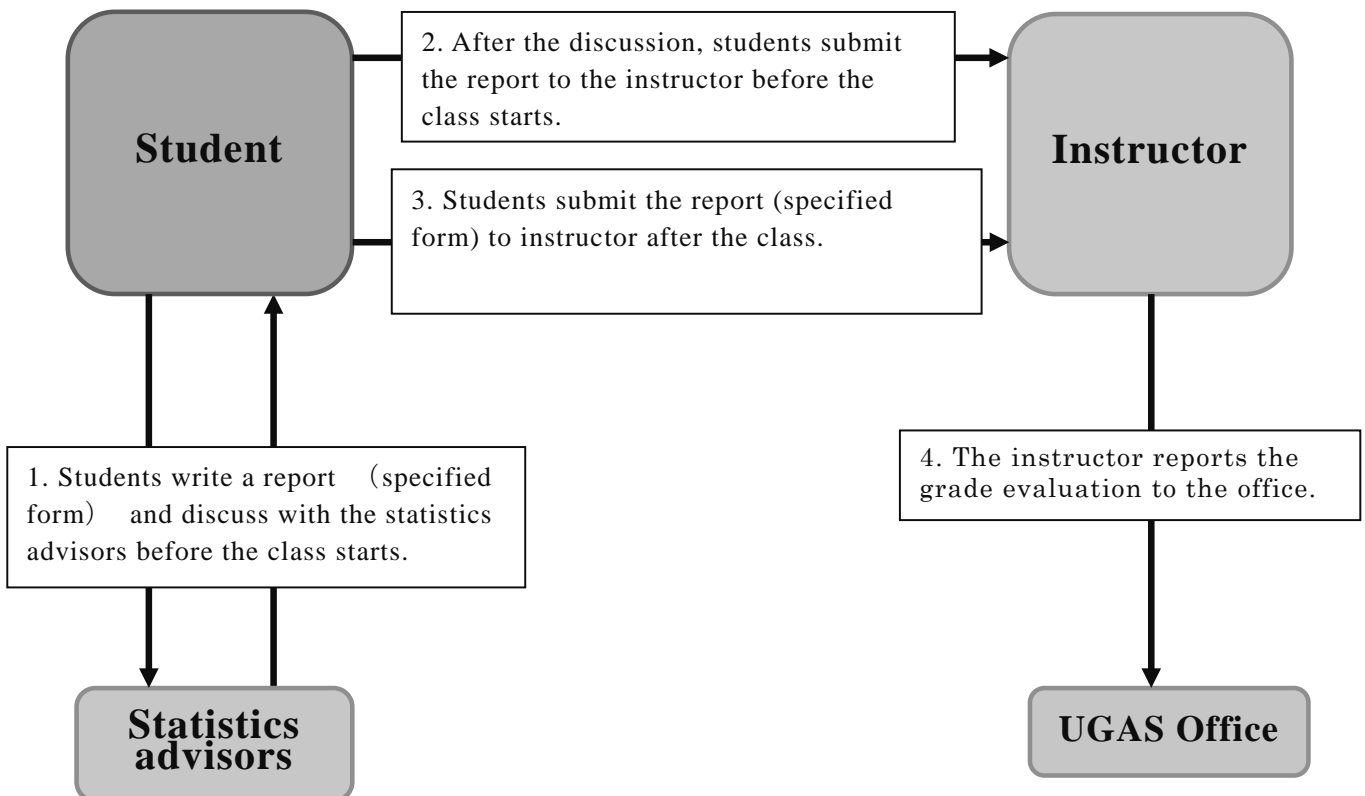 2. After the discussion, students submit
the report to the instructor before the
class starts.
Student
Instructor
3. Students submit the report (specified
form) to instructor after the class.
1. Students write a report （specified
form） and discuss with the statistics
advisors before the class starts.
4. The instructor reports the
grade evaluation to the office.
Statistics
advisors
UGAS Office